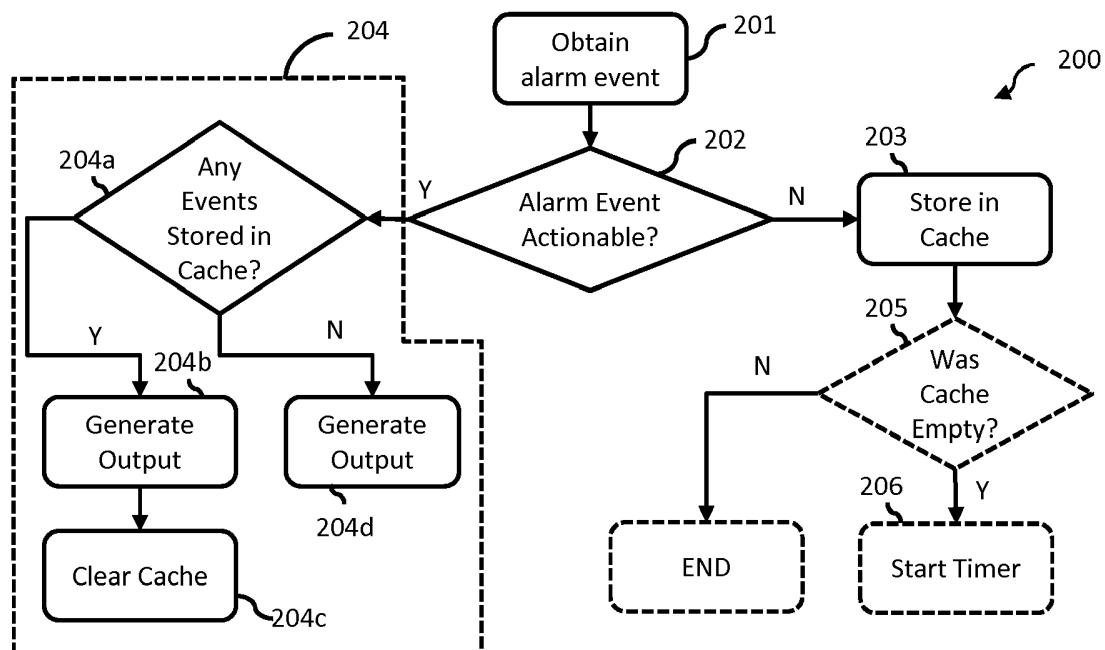 204
201
Obtain
alarm event
200
202
204a
Any
Events
Stored in
Cache?
Y
Alarm Event
Actionable?
N
203
Store in
Cache
205
Was
Cache
Empty?
Y
N
N
204b
Generate
Output
Generate
Output
204d
Y
206
Clear Cache
204c
END
Start Timer